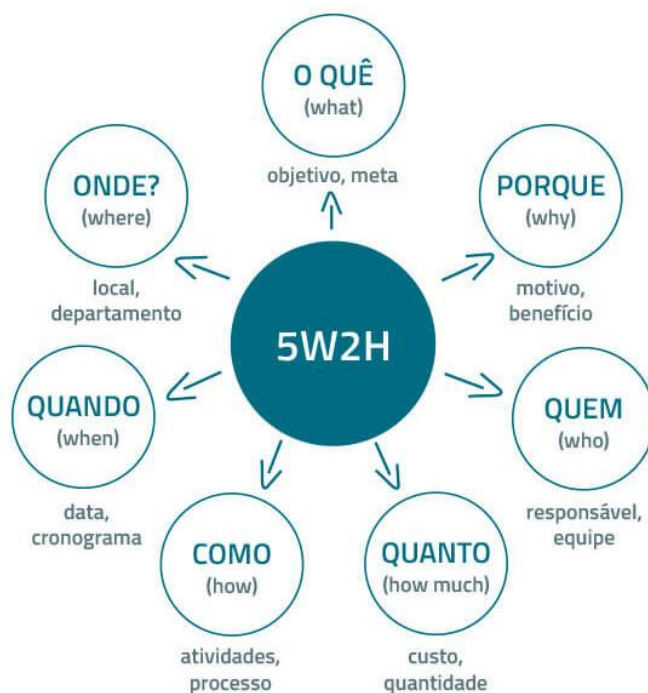 O QUÊ
(what)
objetivo, meta
PORQUE
(why)
motivo,
benefício
QUEM
(who)
responsável,
equipe
QUANTO
(how much)
custo,
quantidade
COMO
(how)
atividades,
processo
QUANDO
(when)
data,
cronograma
ONDE?
(where)
local,
departamento
5W2H